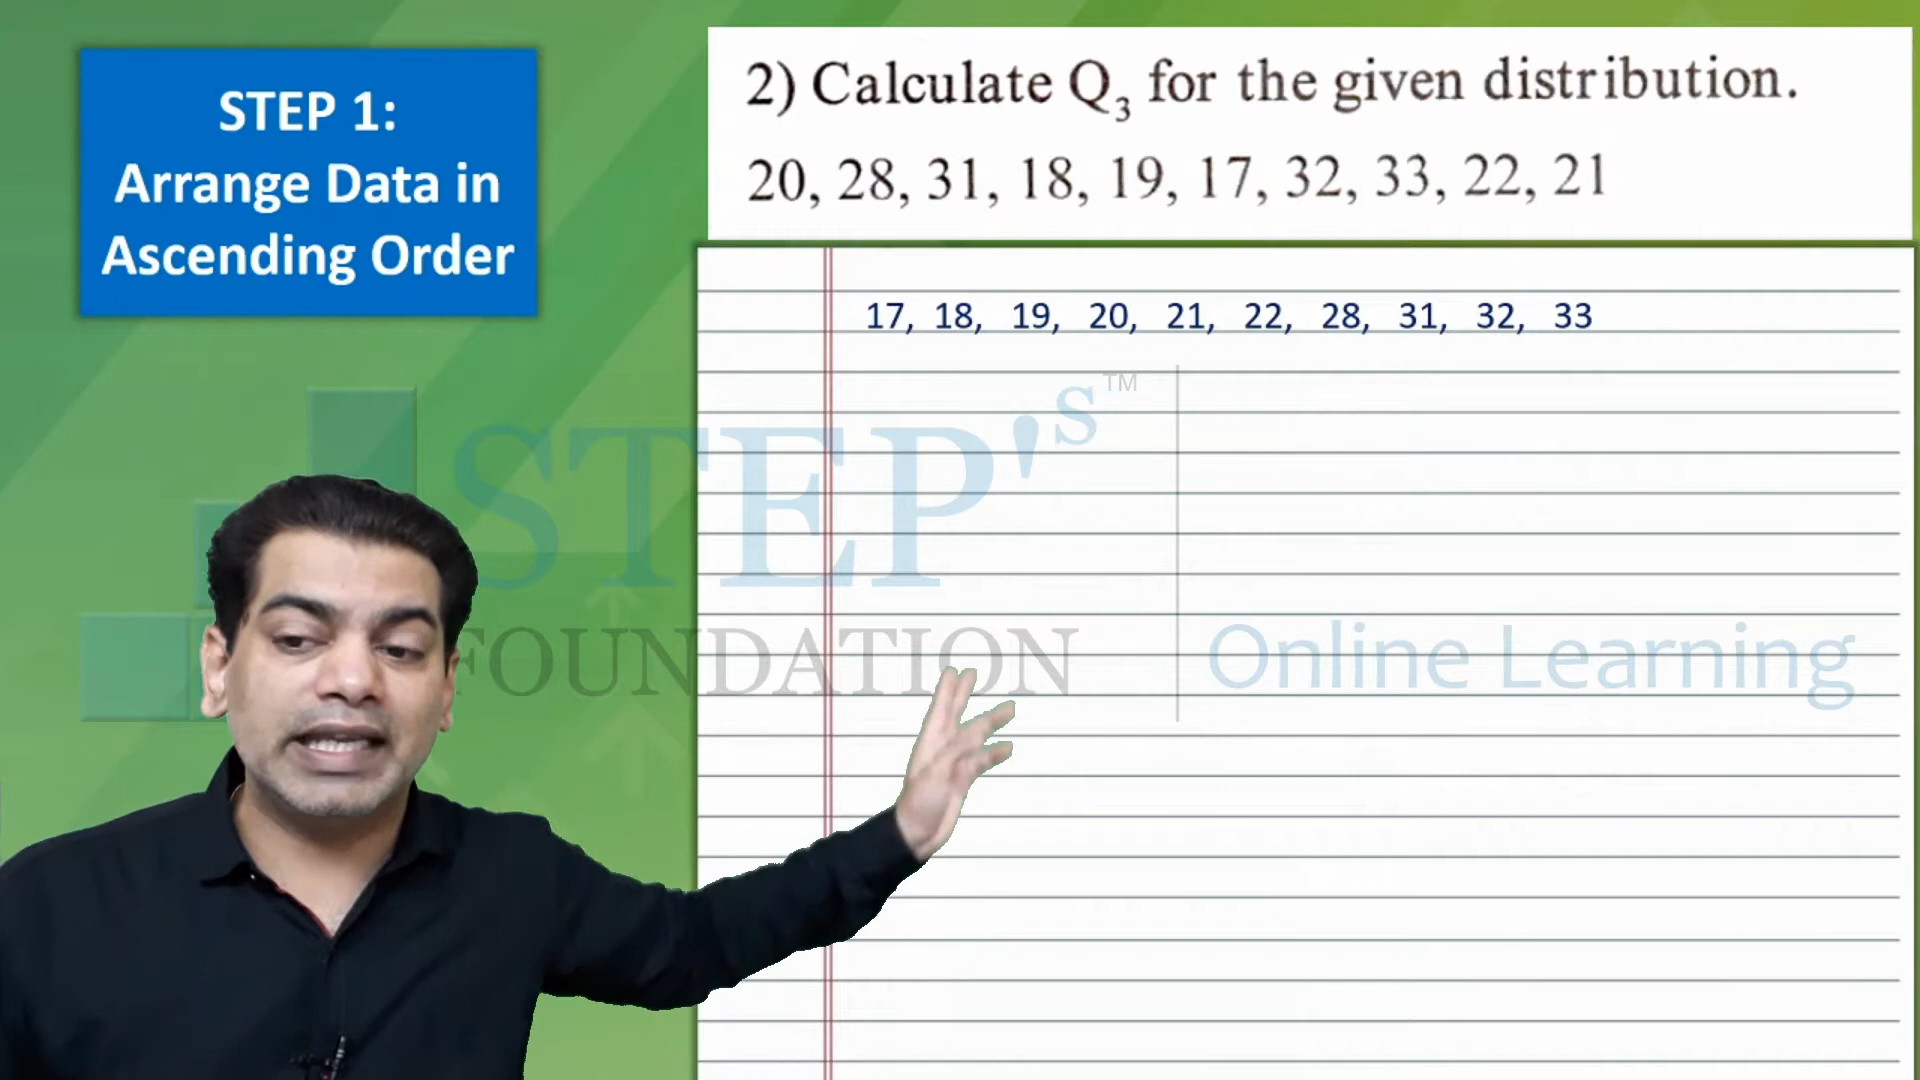 STEP 1:
Arrange Data in
Ascending Order
2) Calculate Q₃ for the given distribution.
20, 28, 31, 18, 19, 17, 32, 33, 22, 21
17, 18, 19, 20, 21, 22, 28, 31, 32, 33
STEP's™
FOUNDATION
Online Learning